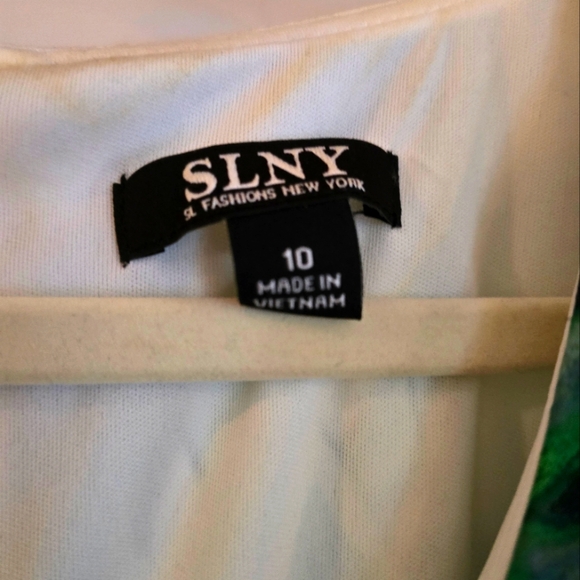 SLNY
SL FASHIONS NEW YORK
10
MADE IN
VIETNAM